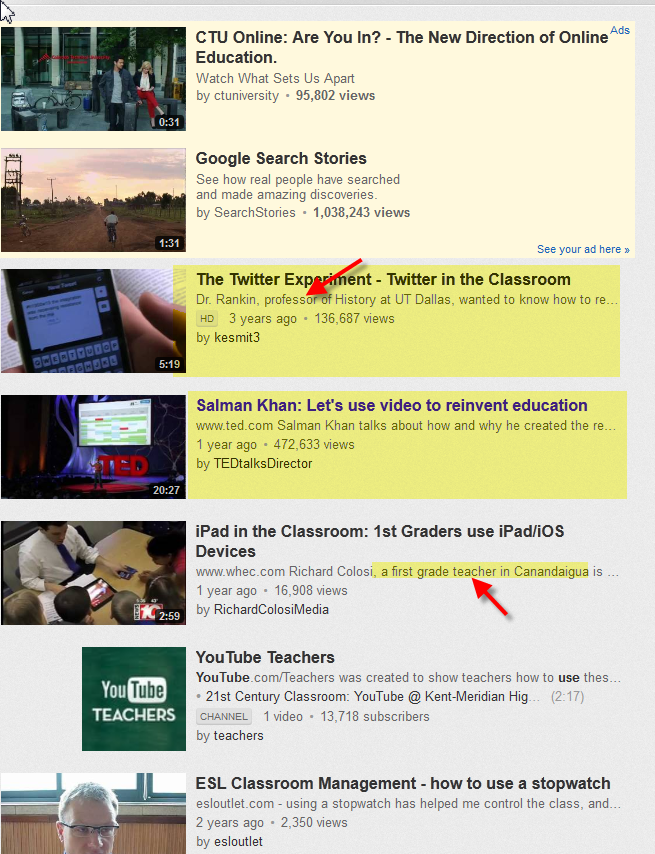 CTU Online: Are You In? - The New Direction of Online
Education.
Ads
Watch What Sets Us Apart
by ctuniversity • 95,802 views
0:31
Google Search Stories
See how real people have searched
and made amazing discoveries.
by SearchStories • 1,038,243 views
1:31
See your ad here »
The Twitter Experiment - Twitter in the Classroom
Dr. Rankin, professor of History at UT Dallas, wanted to know how to re...
HD 3 years ago • 136,687 views
by kesmit3
5:19
Salman Khan: Let's use video to reinvent education
www.ted.com Salman Khan talks about how and why he created the re...
1 year ago • 472,633 views
by TEDtalksDirector
TED
20:27
iPad in the Classroom: 1st Graders use iPad/iOS
Devices
www.whec.com Richard Colosi, a first grade teacher in Canandaigua is ...
1 year ago • 16,908 views
by RichardColosiMedia
10
2:59
YouTube Teachers
YouTube.com/Teachers was created to show teachers how to use thes...
• 21st Century Classroom: YouTube @ Kent-Meridian Hig... (2:17)
CHANNEL 1 video • 13,718 subscribers
by teachers
YouTube
TEACHERS
ESL Classroom Management - how to use a stopwatch
esloutlet.com - using a stopwatch has helped me control the class, and...
2 years ago • 2,350 views
by esloutlet